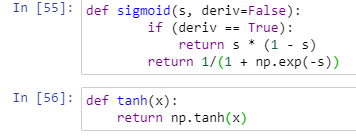 In [55]: def sigmoid(s, deriv=False):
if (deriv == True):
return s * (1 - s)
return 1/(1 + np.exp(-s))
In [56]: def tanh(x):
return np.tanh(x)